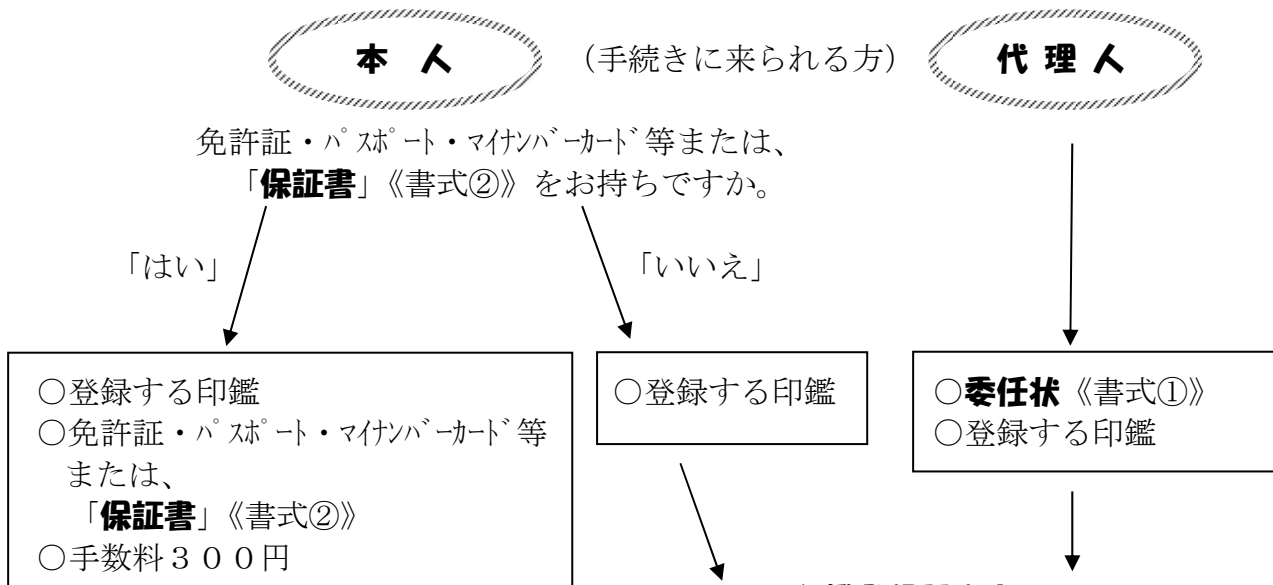 本 人 (手続きに来られる方) 代 理 人
免許証・パスポート・マイナンバーカード等または、
「保証書」《書式②》をお持ちですか。
「はい」 「いいえ」
○登録する印鑑
○免許証・パスポート・マイナンバーカード等
または、
「保証書」《書式②》
○手数料300円
○登録する印鑑
○委任状《書式①》
○登録する印鑑